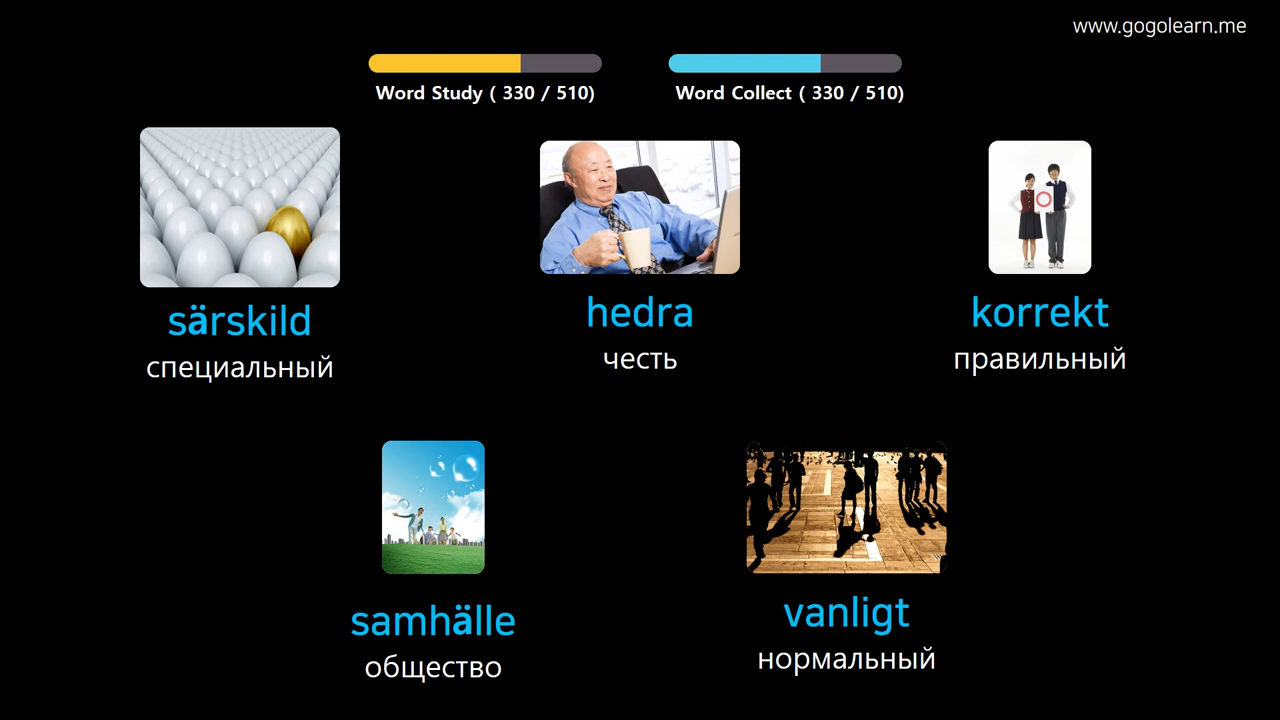 www.gogolearn.me
Word Study ( 330 / 510)
Word Collect ( 330 / 510)
särskild
специальный
hedra
честь
korrekt
правильный
samhälle
общество
vanligt
нормальный